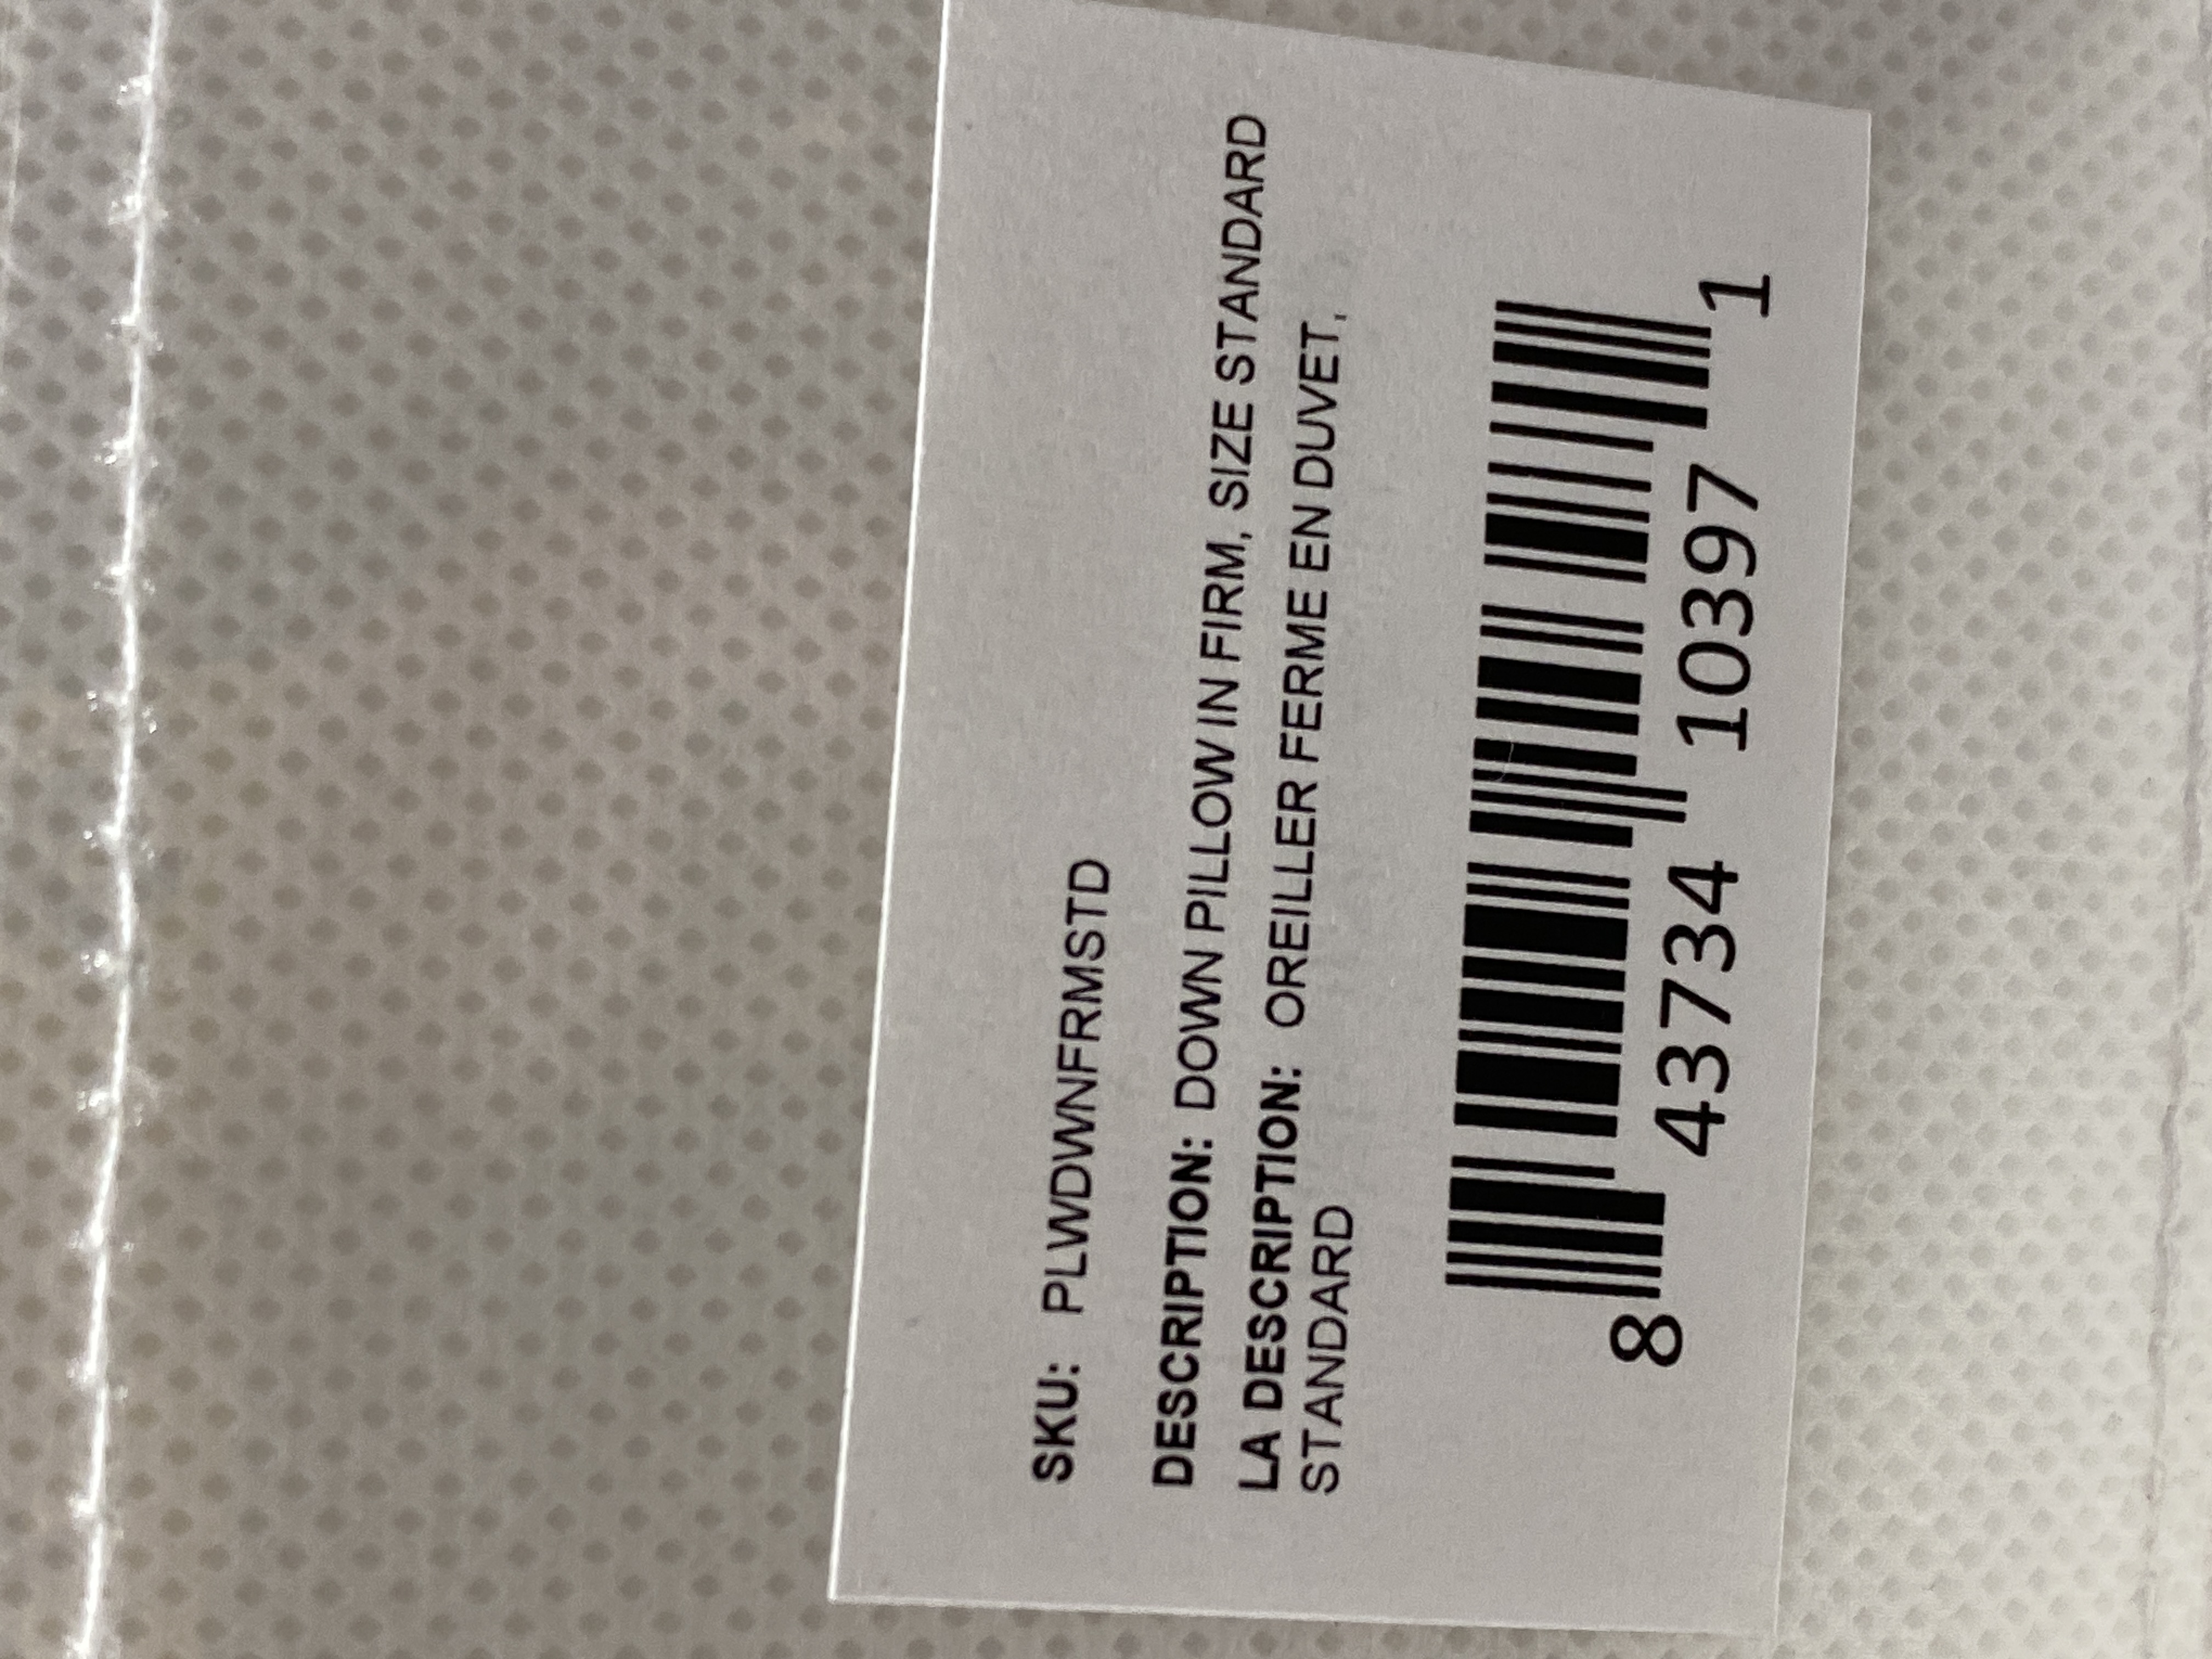 SKU: PLWDWNFRMSTD
DESCRIPTION: DOWN PILLOW IN FIRM, SIZE STANDARD
LA DESCRIPTION: OREILLER FERME EN DUVET,
STANDARD
8 43734 10397 1